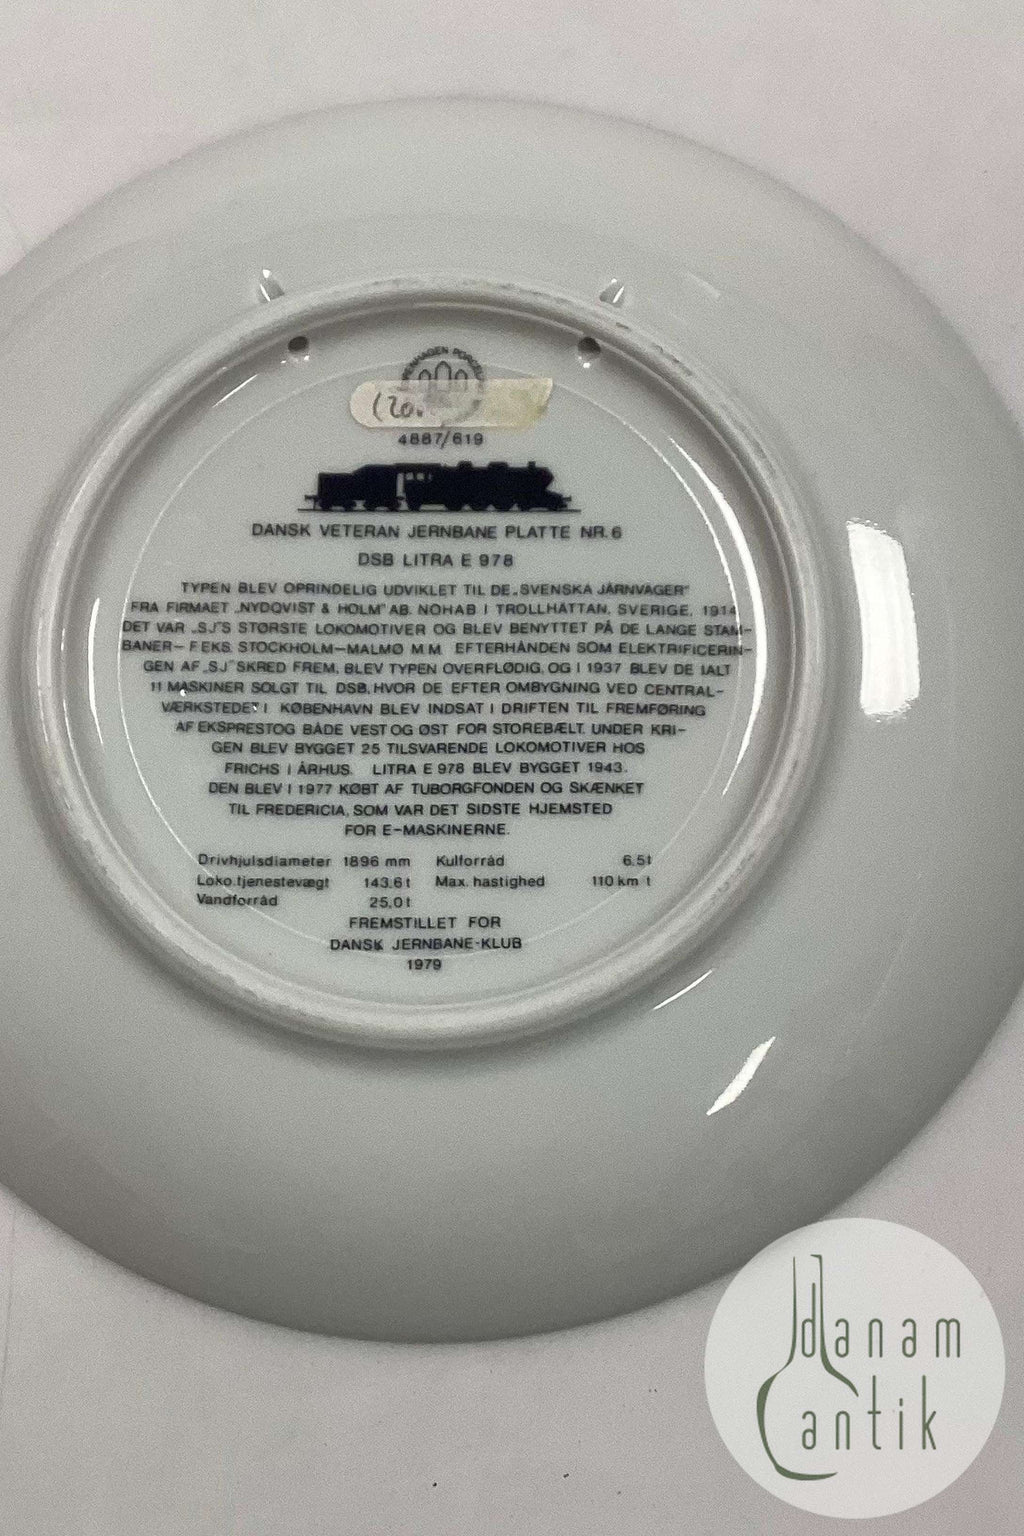 COPENHAGEN PORCELAIN
(20.
4887/619
DANSK VETERAN JERNBANE PLATTE NR. 6
DSB LITRA E 978
TYPEN BLEV OPRINDELIG UDVIKLET TIL DE „SVENSKA JÄRNVÄGER"
FRA FIRMAET „NYDQVIST & HOLM" AB. NOHAB I TROLLHÄTTAN, SVERIGE, 1914
DET VAR „SJ"S STØRSTE LOKOMOTIVER OG BLEV BENYTTET PÅ DE LANGE STAM-
BANER- F.EKS. STOCKHOLM-MALMØ M.M. EFTERHÅNDEN SOM ELEKTRIFICERIN-
GEN AF „SJ" SKRED FREM, BLEV TYPEN OVERFLØDIG, OG I 1937 BLEV DE IALT
11 MASKINER SOLGT TIL DSB, HVOR DE EFTER OMBYGNING VED CENTRAL-
VÆRKSTEDET I KØBENHAVN BLEV INDSAT I DRIFTEN TIL FREMFØRING
AF EKSPRESTOG BÅDE VEST OG ØST FOR STOREBÆLT. UNDER KRI-
GEN BLEV BYGGET 25 TILSVARENDE LOKOMOTIVER HOS
FRICHS I ÅRHUS. LITRA E 978 BLEV BYGGET 1943.
DEN BLEV I 1977 KØBT AF TUBORGFONDEN OG SKÆNKET
TIL FREDERICIA, SOM VAR DET SIDSTE HJEMSTED
FOR E-MASKINERNE.
Drivhjulsdiameter 1896 mm Kulforråd 6.5t
Loko.tjenestevægt 143.6t Max. hastighed 110 km t
Vandforråd 25.0t
FREMSTILLET FOR
DANSK JERNBANE-KLUB
1979
danam
antik